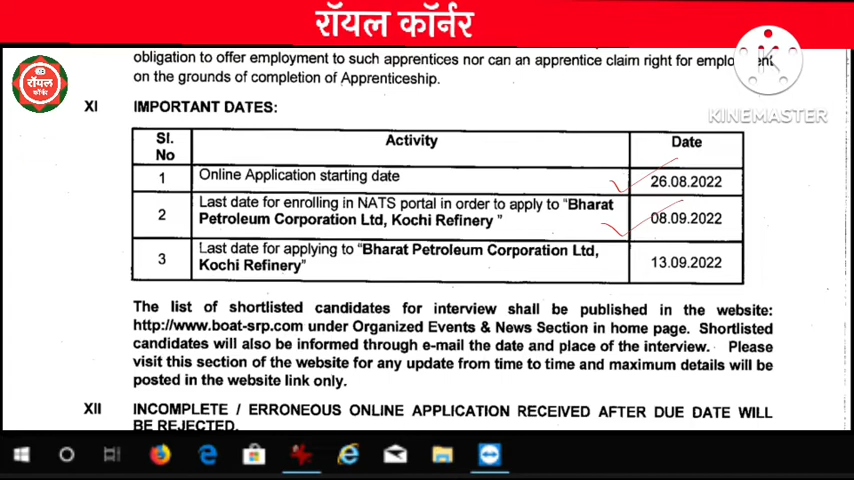 रॉयल कॉर्नर
रॉयल
कॉर्नर
KINEMASTER
obligation to offer employment to such apprentices nor can an apprentice claim right for
on the grounds of completion of Apprenticeship.
XI IMPORTANT DATES:
Sl. No Activity Date
1 Online Application starting date 26.08.2022
2 Last date for enrolling in NATS portal in order to apply to “Bharat
Petroleum Corporation Ltd, Kochi Refinery ” 08.09.2022
3 Last date for applying to “Bharat Petroleum Corporation Ltd,
Kochi Refinery” 13.09.2022
The list of shortlisted candidates for interview shall be published in the website:
http://www.boat-srp.com under Organized Events & News Section in home page. Shortlisted
candidates will also be informed through e-mail the date and place of the interview. Please
visit this section of the website for any update from time to time and maximum details will be
posted in the website link only.
XII INCOMPLETE / ERRONEOUS ONLINE APPLICATION RECEIVED AFTER DUE DATE WILL
BE REJECTED.